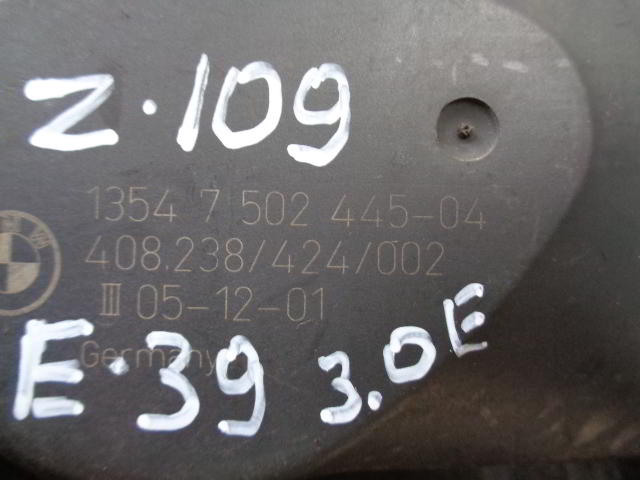 Z.109
1354 7 502 445-04
408.238/424/002
III 05-12-01
Germany
E.39 3.0E